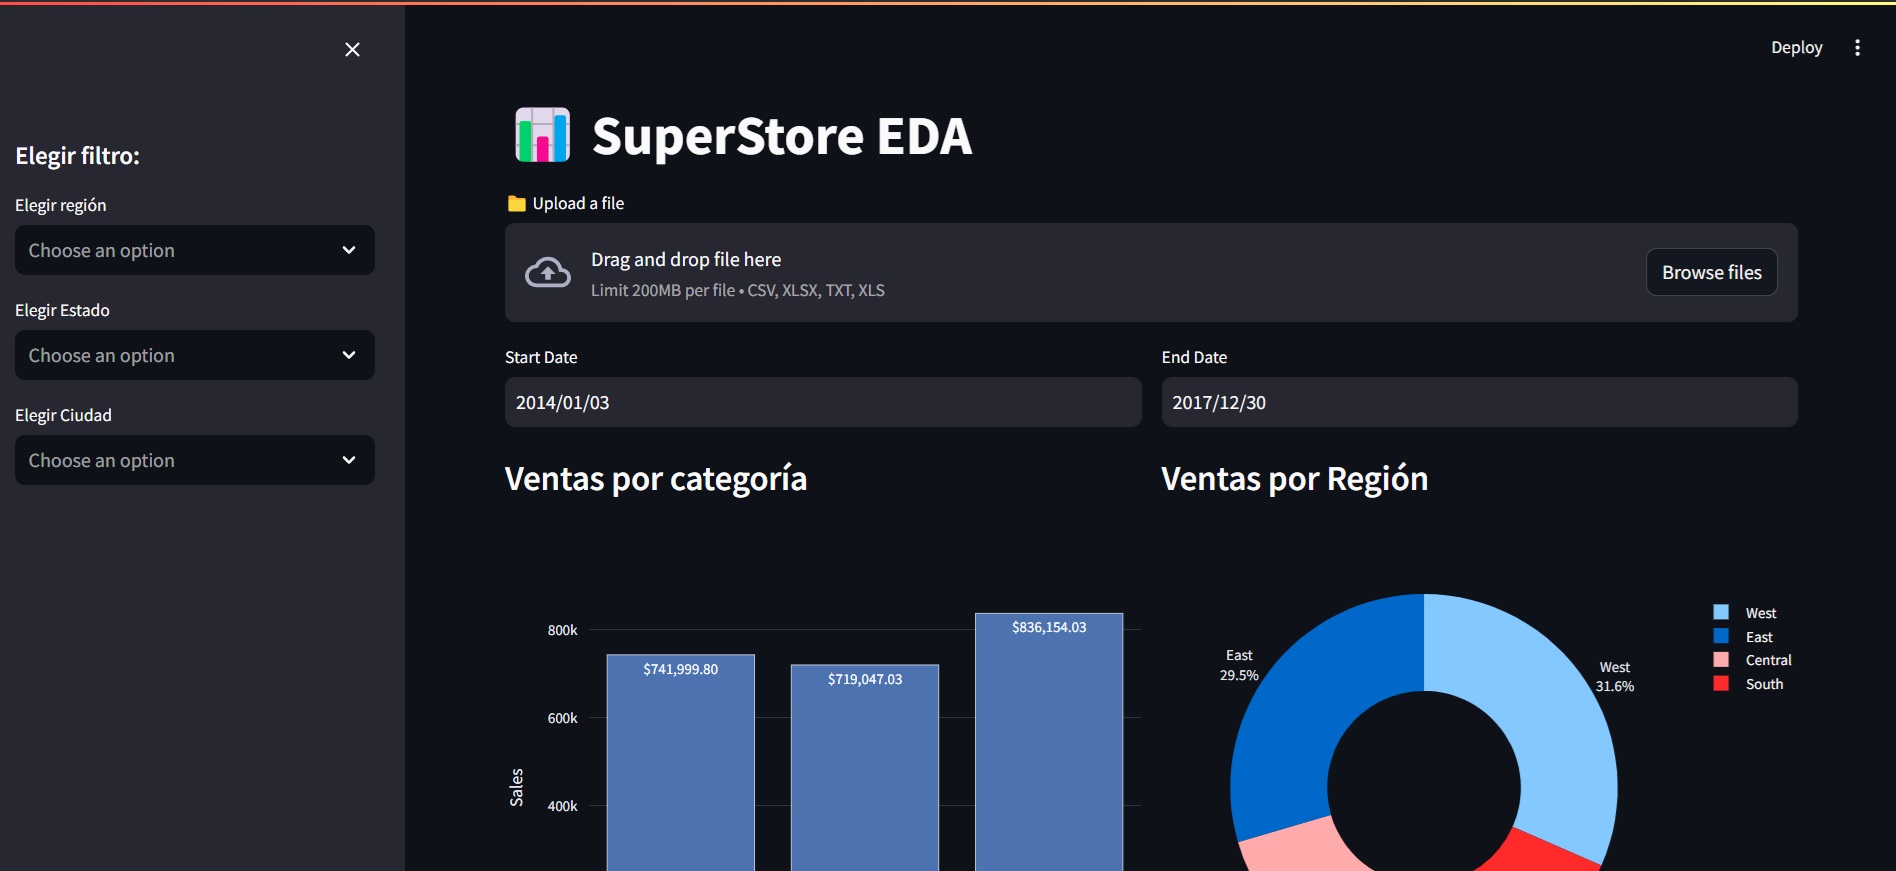 Deploy
Elegir filtro:
Elegir región
Choose an option
Elegir Estado
Choose an option
Elegir Ciudad
Choose an option
SuperStore EDA
Upload a file
Drag and drop file here
Limit 200MB per file • CSV, XLSX, TXT, XLS
Browse files
Start Date
2014/01/03
End Date
2017/12/30
Ventas por categoría
800k
600k
400k
Sales
$741,999.80
$719,047.03
$836,154.03
Ventas por Región
East
29.5%
West
31.6%
West
East
Central
South